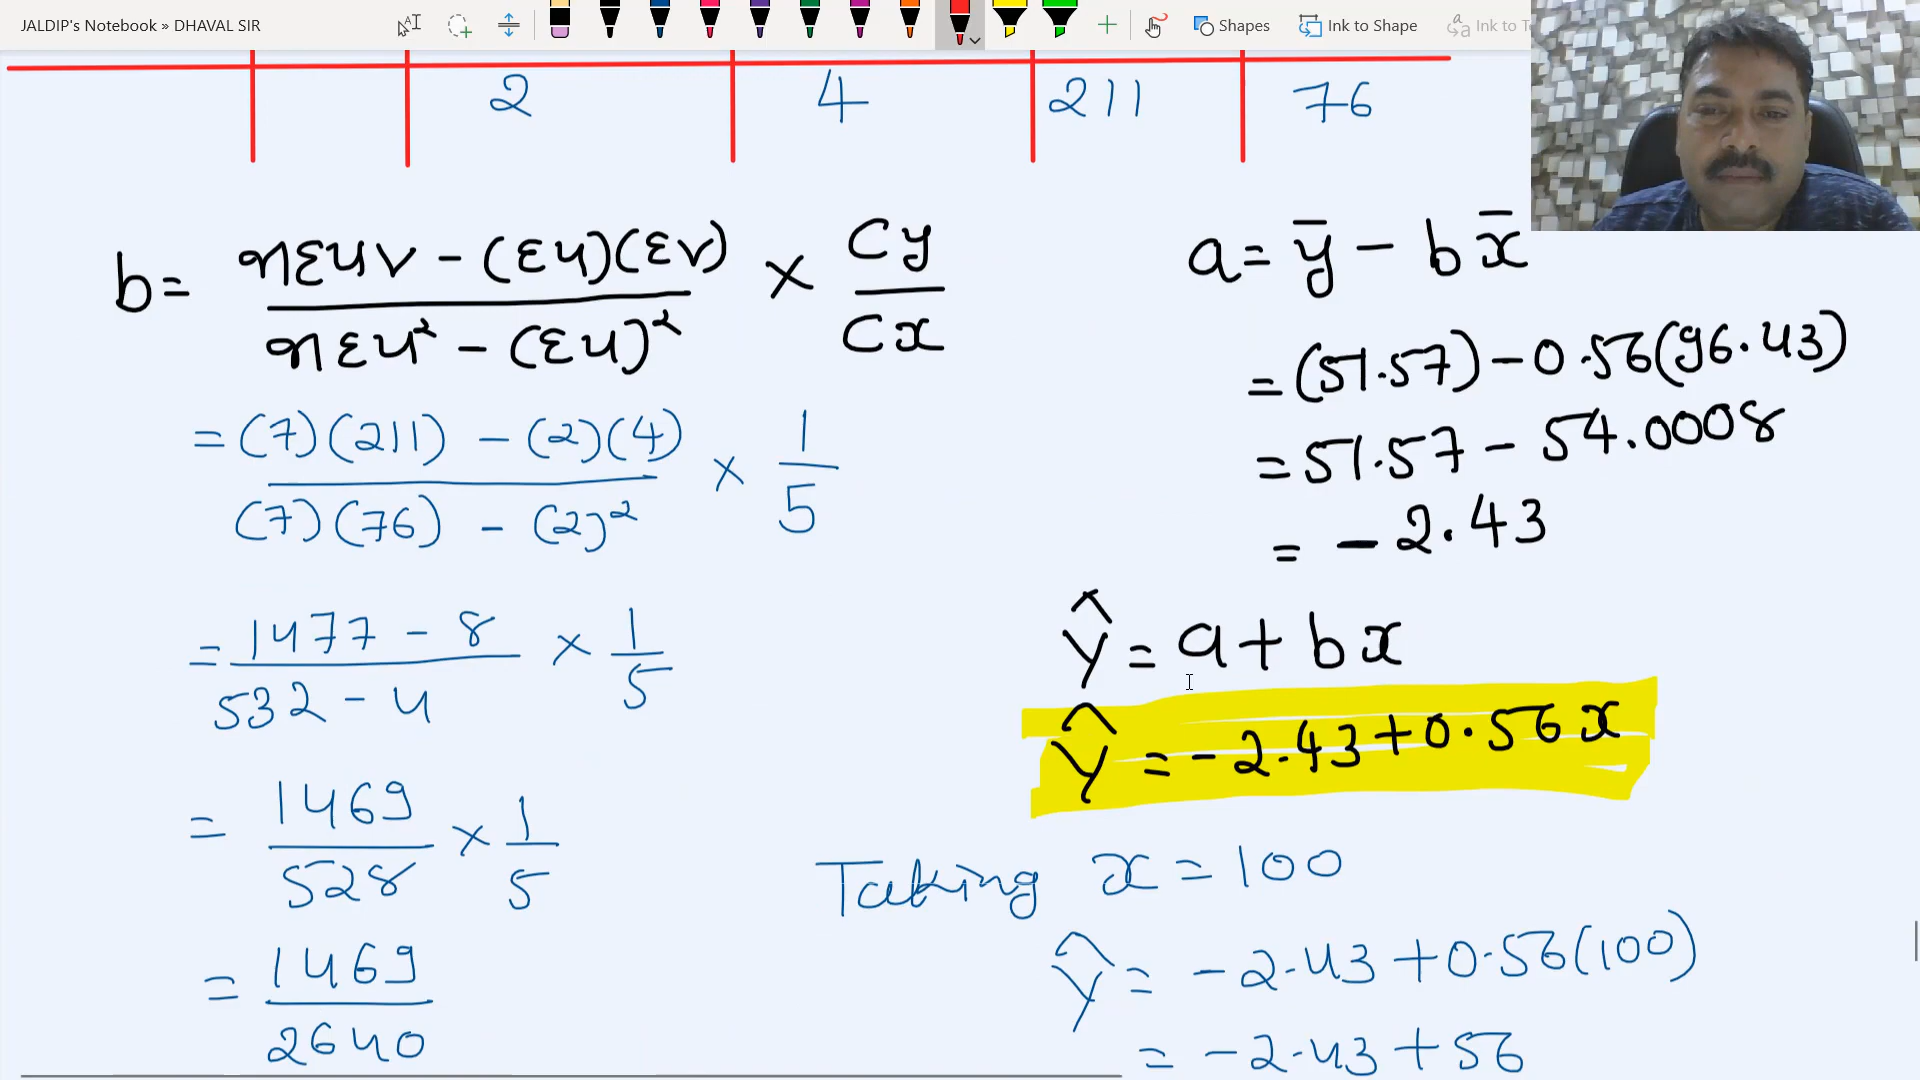 JALDIP's Notebook » DHAVAL SIR
Shapes
Ink to Shape
Ink to T
2 4 211 76
b = nΣuv - (Σu)(Σv) / nΣu² - (Σu)² × Cy / Cx
= (7)(211) - (2)(4) / (7)(76) - (2)² × 1 / 5
= 1477 - 8 / 532 - 4 × 1 / 5
= 1469 / 528 × 1 / 5
= 1469 / 2640
a = ȳ - bx̄
= (51.57) - 0.56(96.43)
= 51.57 - 54.0008
= - 2.43
ŷ = a + bx
ŷ = -2.43 + 0.56x
Taking x = 100
ŷ = -2.43 + 0.56(100)
= -2.43 + 56